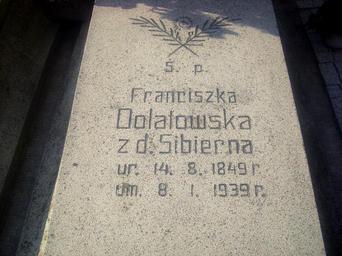 Ś. p.
Franciszka
Dolatowska
z d. Sibierna
ur. 14. 8. 1849 r.
um. 8. 1. 1939 r.